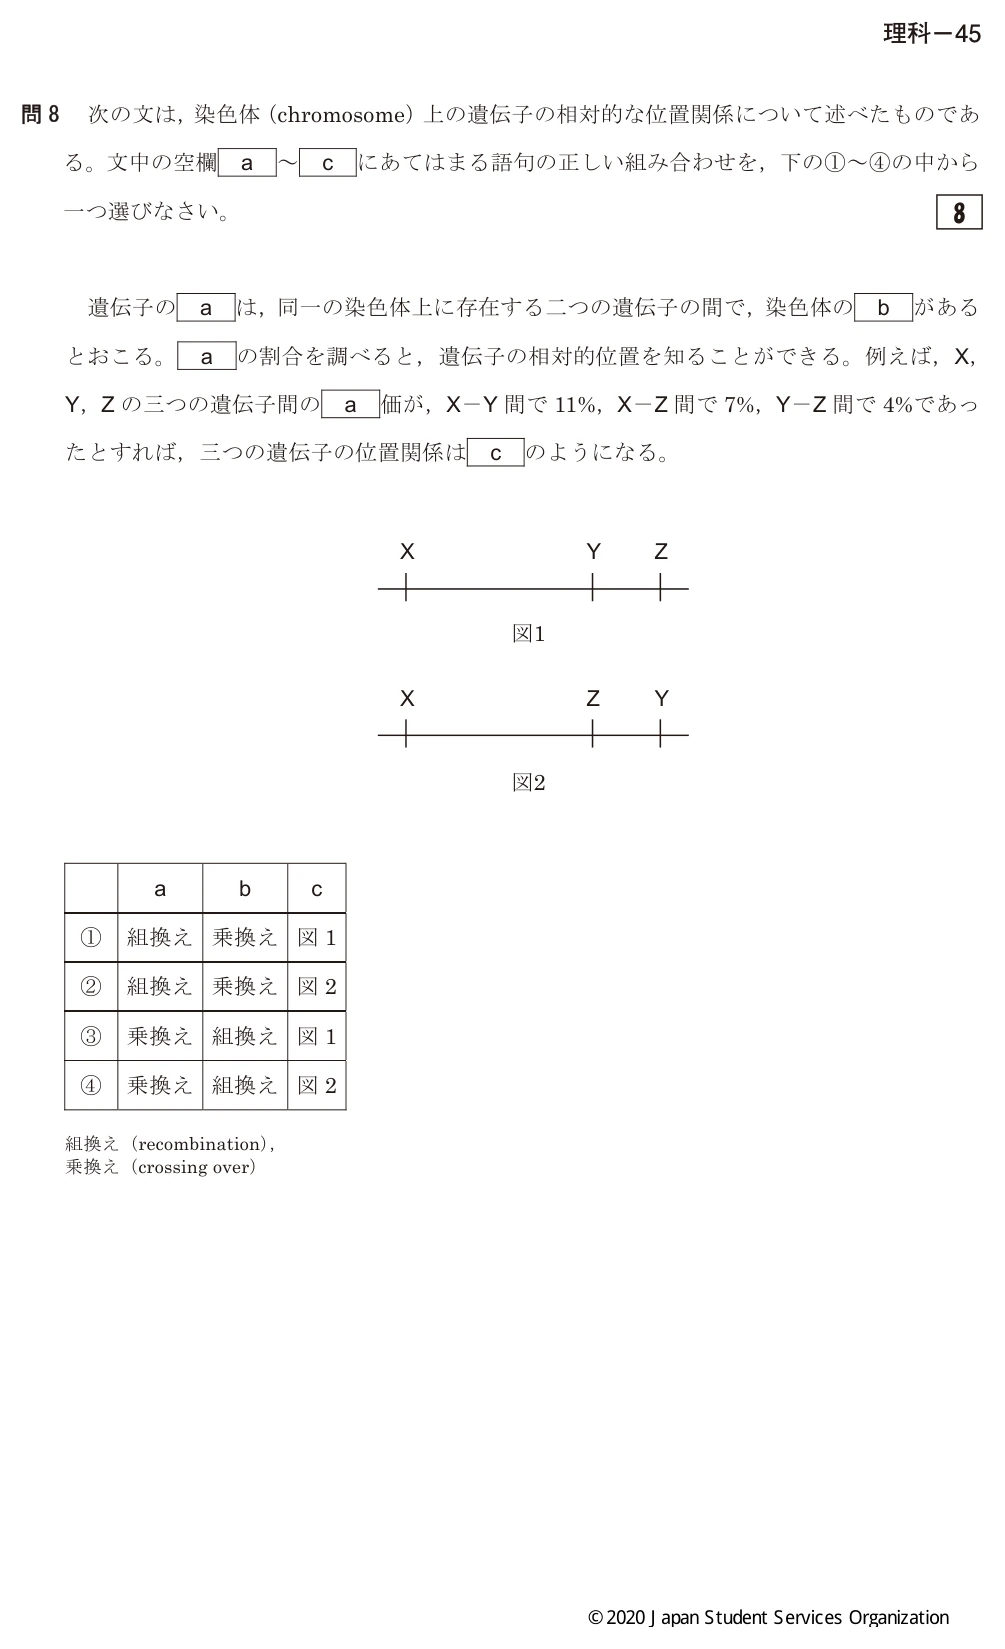 理科－45
問8　次の文は，染色体（chromosome）上の遺伝子の相対的な位置関係について述べたものであ
る。文中の空欄 a ～ c にあてはまる語句の正しい組み合わせを，下の①～④の中から
一つ選びなさい。 8
遺伝子の a は，同一の染色体上に存在する二つの遺伝子の間で，染色体の b がある
とおこる。 a の割合を調べると，遺伝子の相対的位置を知ることができる。例えば，X，
Y，Zの三つの遺伝子間の a 価が，X－Y間で11%，X－Z間で7%，Y－Z間で4%であっ
たとすれば，三つの遺伝子の位置関係は c のようになる。
X Y Z
図1
X Z Y
図2
a b c
① 組換え 乗換え 図1
② 組換え 乗換え 図2
③ 乗換え 組換え 図1
④ 乗換え 組換え 図2
組換え（recombination），
乗換え（crossing over）
©2020 Japan Student Services Organization